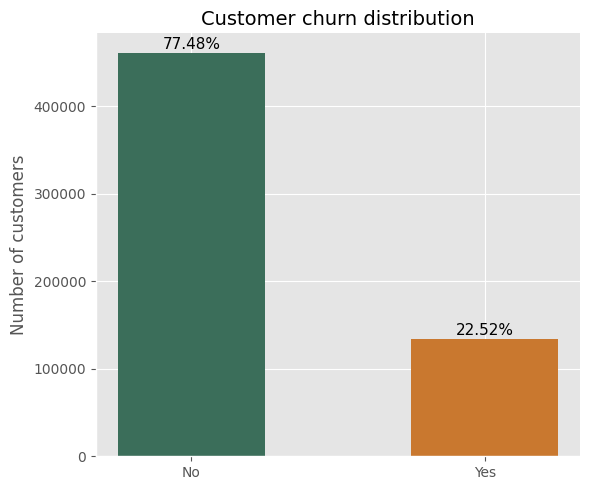 Customer churn distribution
77.48%
22.52%
Number of customers
400000
300000
200000
100000
0
No
Yes